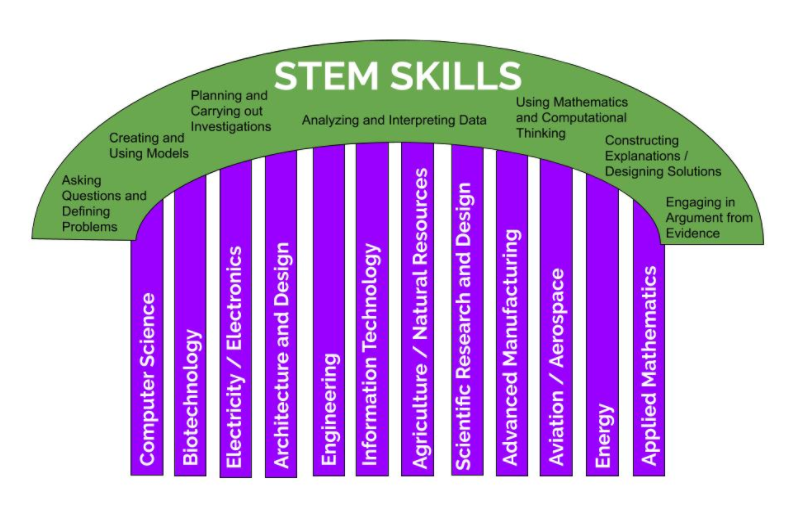 STEM SKILLS
Asking
Questions and
Defining
Problems
Creating and
Using Models
Planning and
Carrying out
Investigations
Analyzing and Interpreting Data
Using Mathematics
and Computational
Thinking
Constructing
Explanations /
Designing Solutions
Engaging in
Argument from
Evidence
Computer Science
Biotechnology
Electricity / Electronics
Architecture and Design
Engineering
Information Technology
Agriculture / Natural Resources
Scientific Research and Design
Advanced Manufacturing
Aviation / Aerospace
Energy
Applied Mathematics